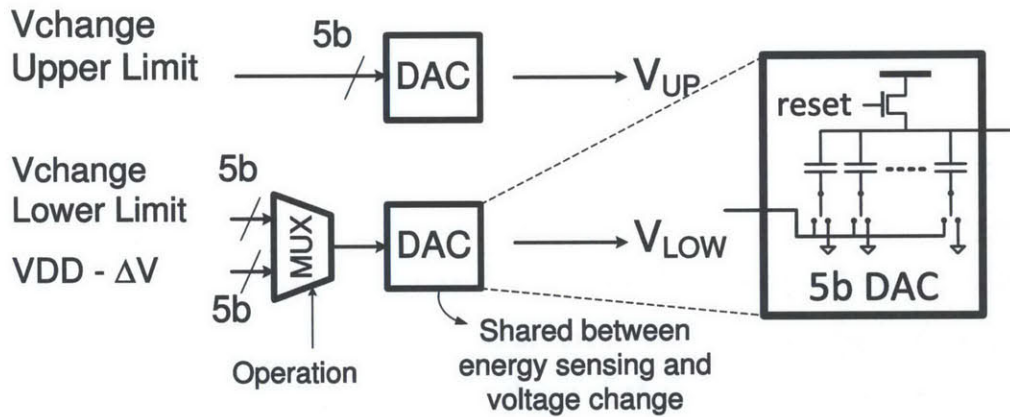 Vchange
Upper Limit
5b
DAC
VUP
reset
5b DAC
Vchange
Lower Limit
5b
VDD - ΔV
5b
MUX
DAC
VLOW
Operation
Shared between
energy sensing and
voltage change